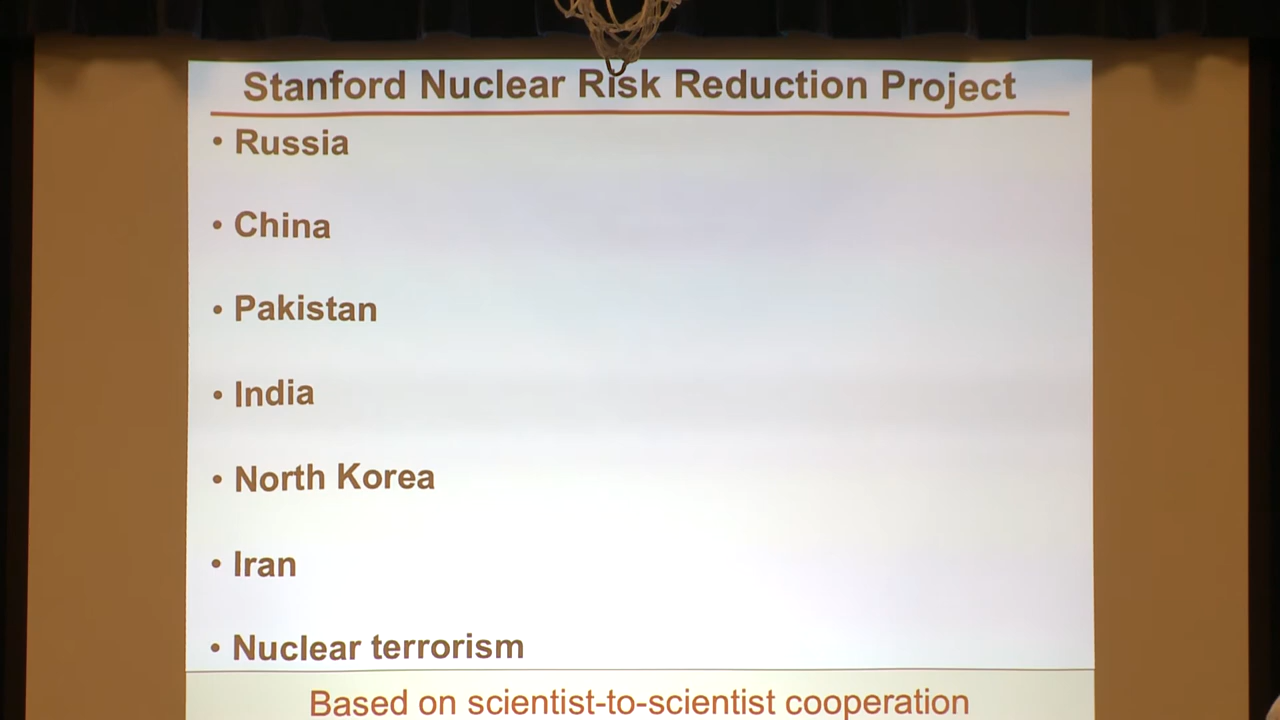 Stanford Nuclear Risk Reduction Project
• Russia
• China
• Pakistan
• India
• North Korea
• Iran
• Nuclear terrorism
Based on scientist-to-scientist cooperation